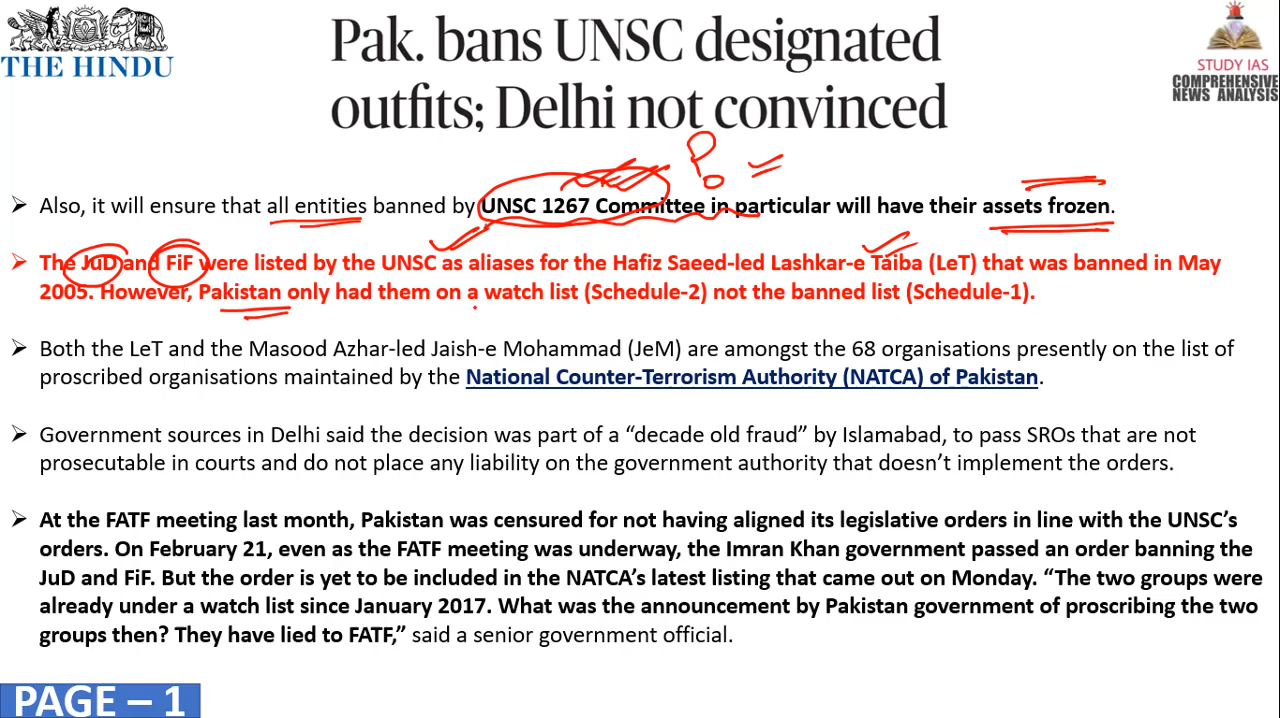 THE HINDU
Pak. bans UNSC designated
outfits; Delhi not convinced
STUDY IAS
COMPREHENSIVE
NEWS ANALYSIS
Also, it will ensure that all entities banned by UNSC 1267 Committee in particular will have their assets frozen.
The JuD and FiF were listed by the UNSC as aliases for the Hafiz Saeed-led Lashkar-e Taiba (LeT) that was banned in May
2005. However, Pakistan only had them on a watch list (Schedule-2) not the banned list (Schedule-1).
Both the LeT and the Masood Azhar-led Jaish-e Mohammad (JeM) are amongst the 68 organisations presently on the list of
proscribed organisations maintained by the National Counter-Terrorism Authority (NATCA) of Pakistan.
Government sources in Delhi said the decision was part of a “decade old fraud” by Islamabad, to pass SROs that are not
prosecutable in courts and do not place any liability on the government authority that doesn’t implement the orders.
At the FATF meeting last month, Pakistan was censured for not having aligned its legislative orders in line with the UNSC’s
orders. On February 21, even as the FATF meeting was underway, the Imran Khan government passed an order banning the
JuD and FiF. But the order is yet to be included in the NATCA’s latest listing that came out on Monday. “The two groups were
already under a watch list since January 2017. What was the announcement by Pakistan government of proscribing the two
groups then? They have lied to FATF,” said a senior government official.
PAGE – 1